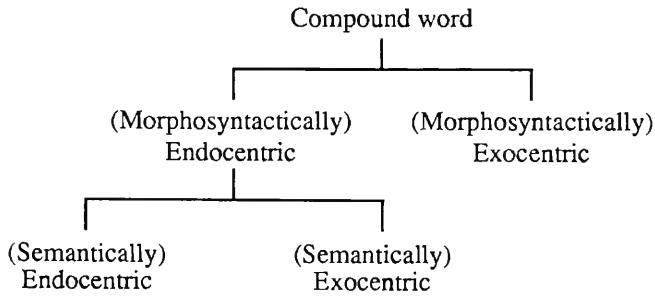 Compound word
(Morphosyntactically) (Morphosyntactically)
Endocentric Exocentric
(Semantically) (Semantically)
Endocentric Exocentric